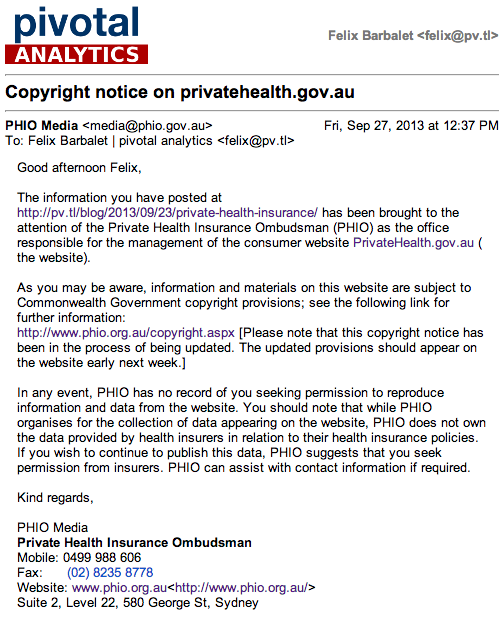 pivotal
ANALYTICS
Felix Barbalet <felix@pv.tl>
Copyright notice on privatehealth.gov.au
PHIO Media <media@phio.gov.au> Fri, Sep 27, 2013 at 12:37 PM
To: Felix Barbalet | pivotal analytics <felix@pv.tl>
Good afternoon Felix,
The information you have posted at
http://pv.tl/blog/2013/09/23/private-health-insurance/ has been brought to the
attention of the Private Health Insurance Ombudsman (PHIO) as the office
responsible for the management of the consumer website PrivateHealth.gov.au (
the website).
As you may be aware, information and materials on this website are subject to
Commonwealth Government copyright provisions; see the following link for
further information:
http://www.phio.org.au/copyright.aspx [Please note that this copyright notice has
been in the process of being updated. The updated provisions should appear on
the website early next week.]
In any event, PHIO has no record of you seeking permission to reproduce
information and data from the website. You should note that while PHIO
organises for the collection of data appearing on the website, PHIO does not own
the data provided by health insurers in relation to their health insurance policies.
If you wish to continue to publish this data, PHIO suggests that you seek
permission from insurers. PHIO can assist with contact information if required.
Kind regards,
PHIO Media
Private Health Insurance Ombudsman
Mobile: 0499 988 606
Fax: (02) 8235 8778
Website: www.phio.org.au<http://www.phio.org.au/>
Suite 2, Level 22, 580 George St, Sydney